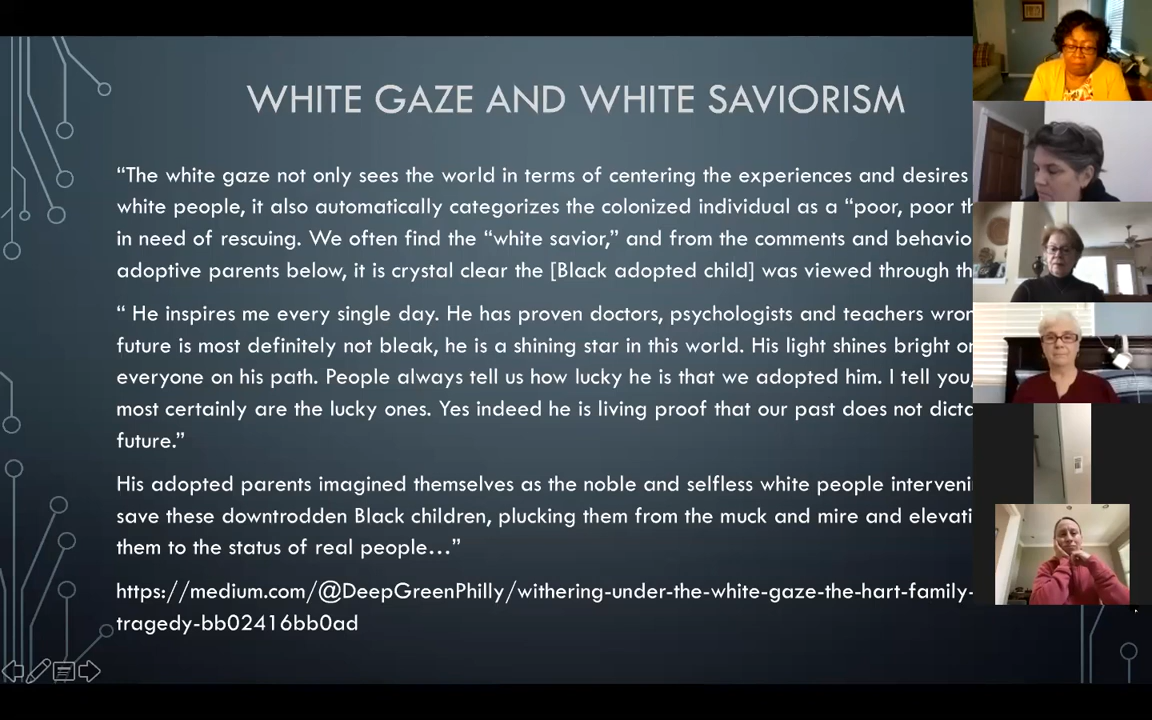 WHITE GAZE AND WHITE SAVIORISM
“The white gaze not only sees the world in terms of centering the experiences and desires
white people, it also automatically categorizes the colonized individual as a “poor, poor
in need of rescuing. We often find the “white savior,” and from the comments and
adoptive parents below, it is crystal clear the [Black adopted child] was viewed through
“ He inspires me every single day. He has proven doctors, psychologists and teachers
future is most definitely not bleak, he is a shining star in this world. His light shines bright
everyone on his path. People always tell us how lucky he is that we adopted him. I tell you,
most certainly are the lucky ones. Yes indeed he is living proof that our past does not
future.”
His adopted parents imagined themselves as the noble and selfless white people
save these downtrodden Black children, plucking them from the muck and mire and
them to the status of real people…”
https://medium.com/@DeepGreenPhilly/withering-under-the-white-gaze-the-hart-family-
tragedy-bb02416bb0ad